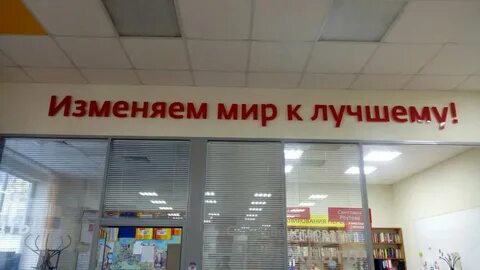 Изменяем мир к лучшему!